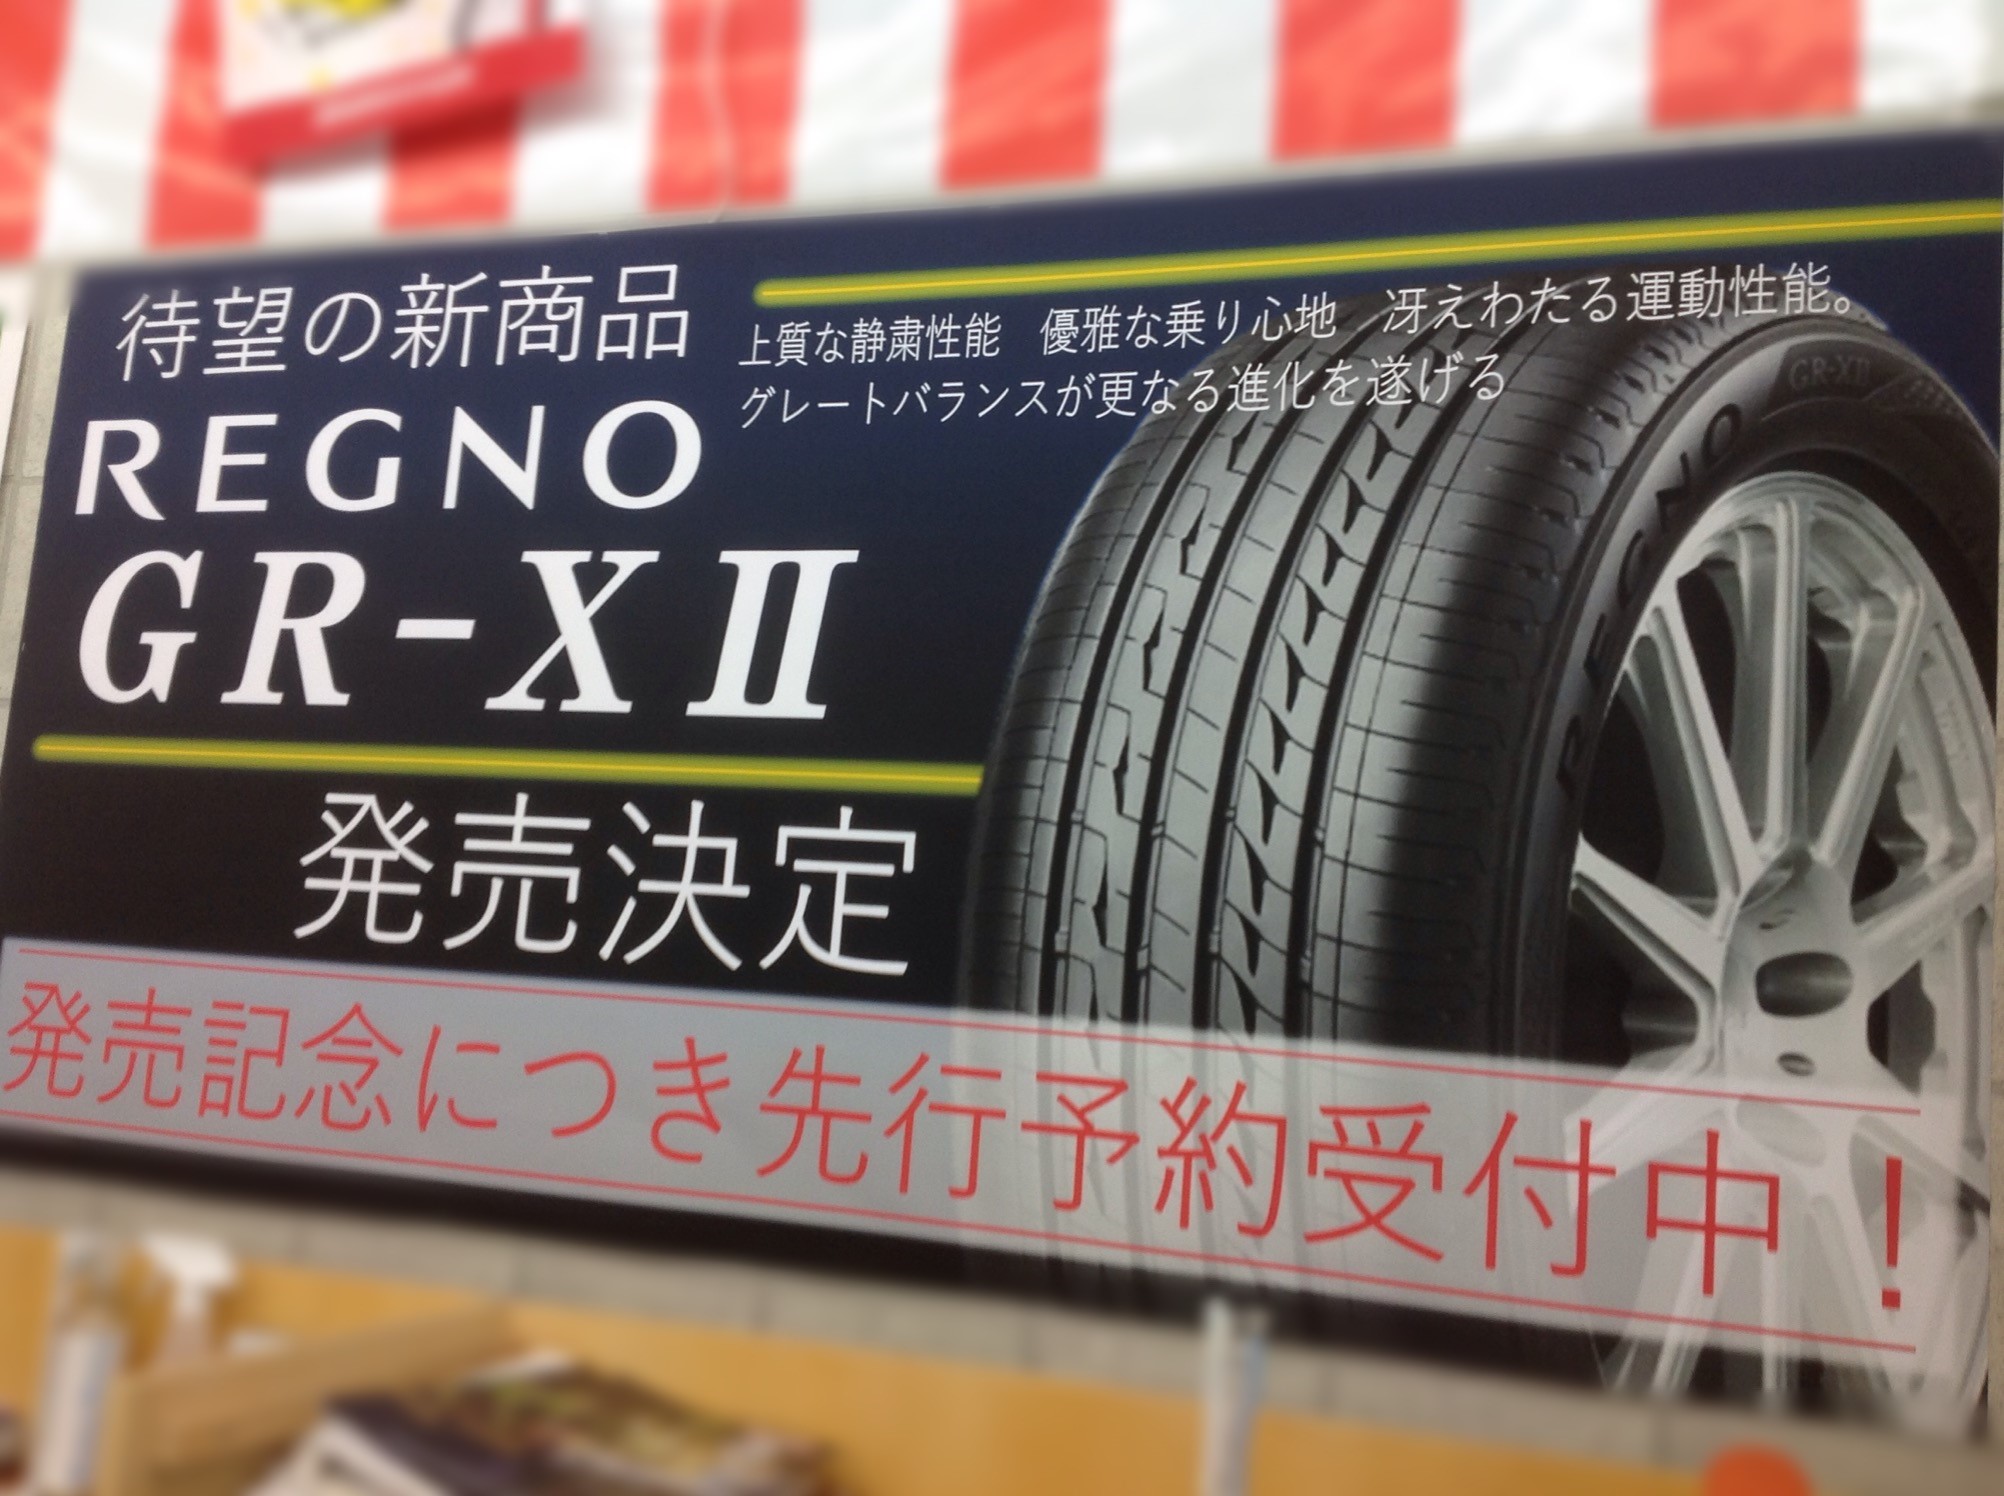 待望の新商品
REGNO
GR-XⅡ
上質な静粛性能　優雅な乗り心地　冴えわたる運動性能。
グレートバランスが更なる進化を遂げる
GR-XⅡ
REGNO
発売決定
発売記念につき先行予約受付中！